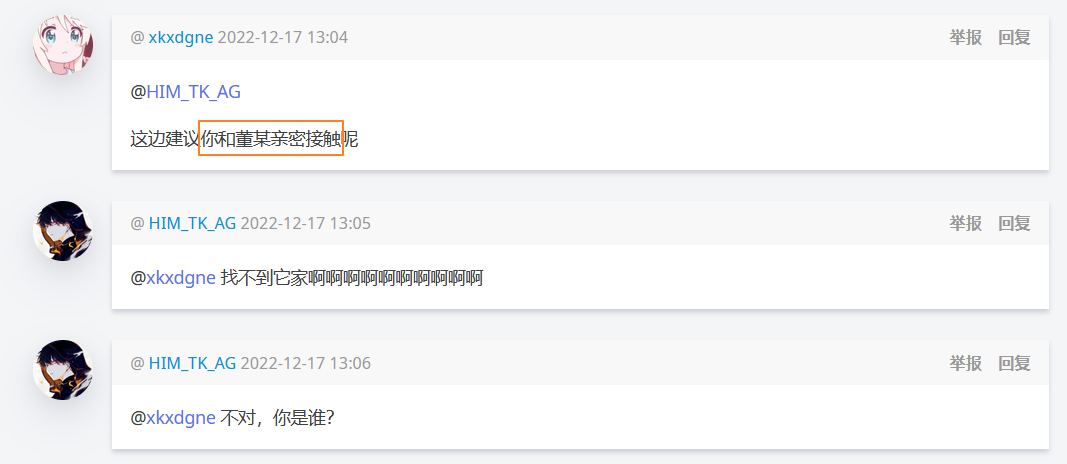 @ xkxdgne 2022-12-17 13:04 举报 回复
@HIM_TK_AG
这边建议你和董某亲密接触呢
@ HIM_TK_AG 2022-12-17 13:05 举报 回复
@xkxdgne 找不到它家啊啊啊啊啊啊啊啊啊啊
@ HIM_TK_AG 2022-12-17 13:06 举报 回复
@xkxdgne 不对，你是谁？